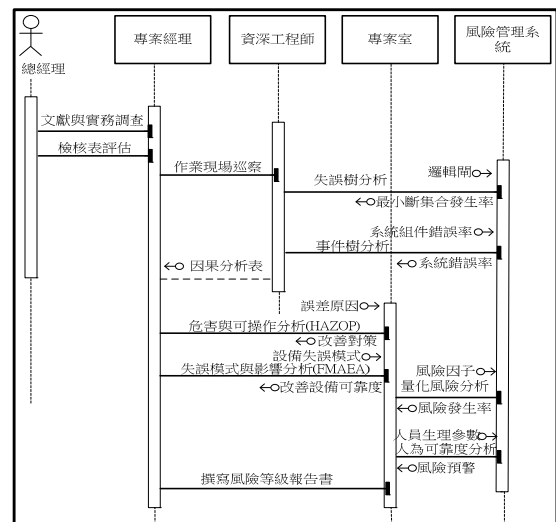 總經理
專案經理
資深工程師
專案室
風險管理系
統
文獻與實務調查
檢核表評估
作業現場巡察
邏輯閘
失誤樹分析
最小斷集合發生率
系統組件錯誤率
事件樹分析
因果分析表
系統錯誤率
誤差原因
危害與可操作分析(HAZOP)
改善對策
設備失誤模式
失誤模式與影響分析(FMAEA)
風險因子
改善設備可靠度
量化風險分析
風險發生率
人員生理參數
人為可靠度分析
風險預警
撰寫風險等級報告書